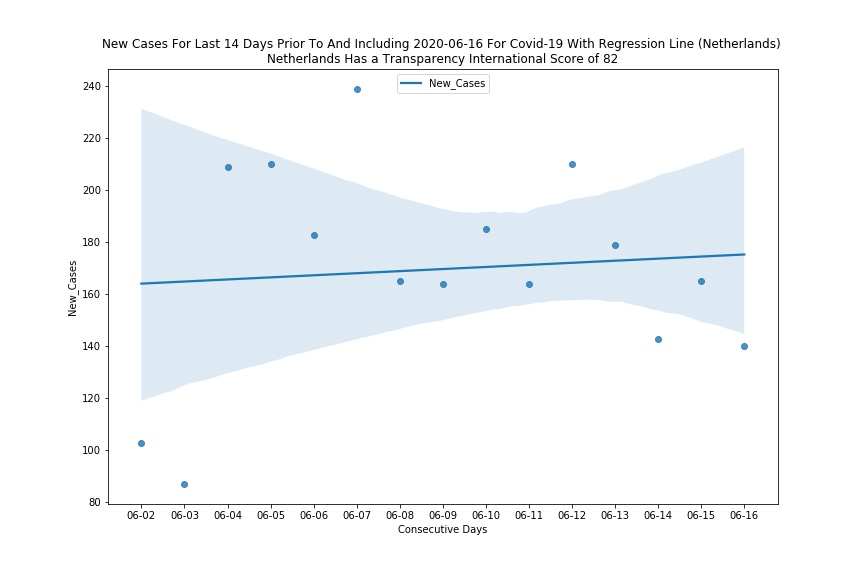 New Cases For Last 14 Days Prior To And Including 2020-06-16 For Covid-19 With Regression Line (Netherlands)
Netherlands Has a Transparency International Score of 82
New_Cases
240
220
200
180
160
140
120
100
80
New_Cases
06-02 06-03 06-04 06-05 06-06 06-07 06-08 06-09 06-10 06-11 06-12 06-13 06-14 06-15 06-16
Consecutive Days